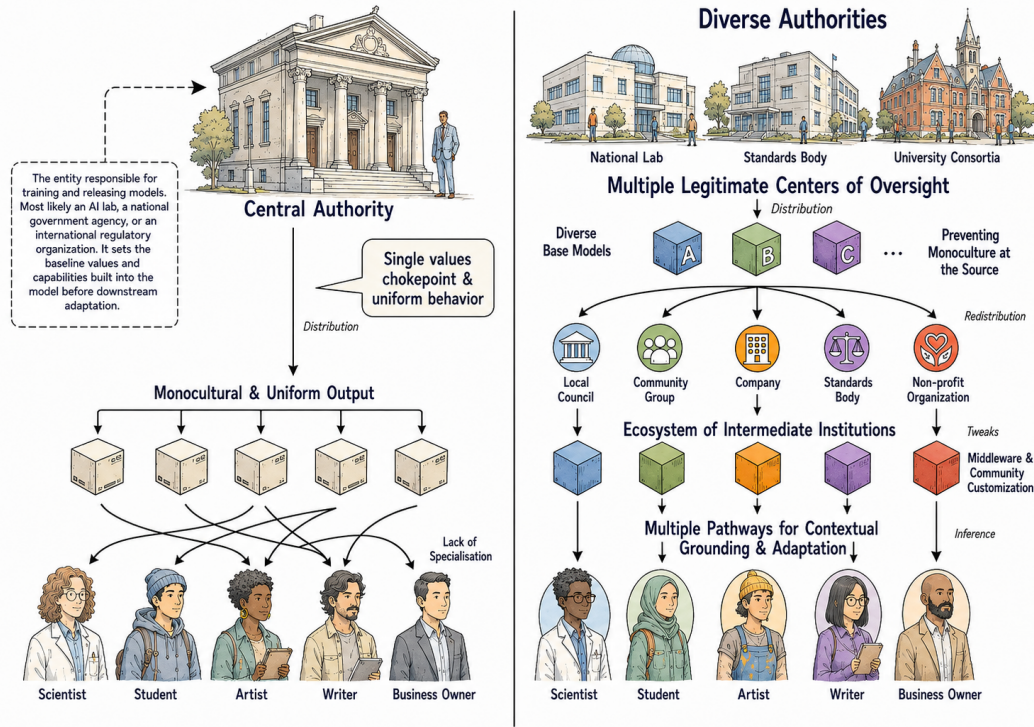 The entity responsible for
training and releasing models.
Most likely an AI lab, a national
government agency, or an
international regulatory
organization. It sets the
baseline values and
capabilities built into the
model before downstream
adaptation.
Central Authority
Single values
chokepoint &
uniform behavior
Distribution
Monocultural & Uniform Output
Lack of
Specialisation
Scientist
Student
Artist
Writer
Business Owner
Diverse Authorities
National Lab
Standards Body
University Consortia
Multiple Legitimate Centers of Oversight
Distribution
Diverse
Base Models
A
B
C
...
Preventing
Monoculture at
the Source
Redistribution
Local
Council
Community
Group
Company
Standards
Body
Non-profit
Organization
Ecosystem of Intermediate Institutions
Tweaks
Middleware &
Community
Customization
Multiple Pathways for Contextual
Grounding & Adaptation
Inference
Scientist
Student
Artist
Writer
Business Owner